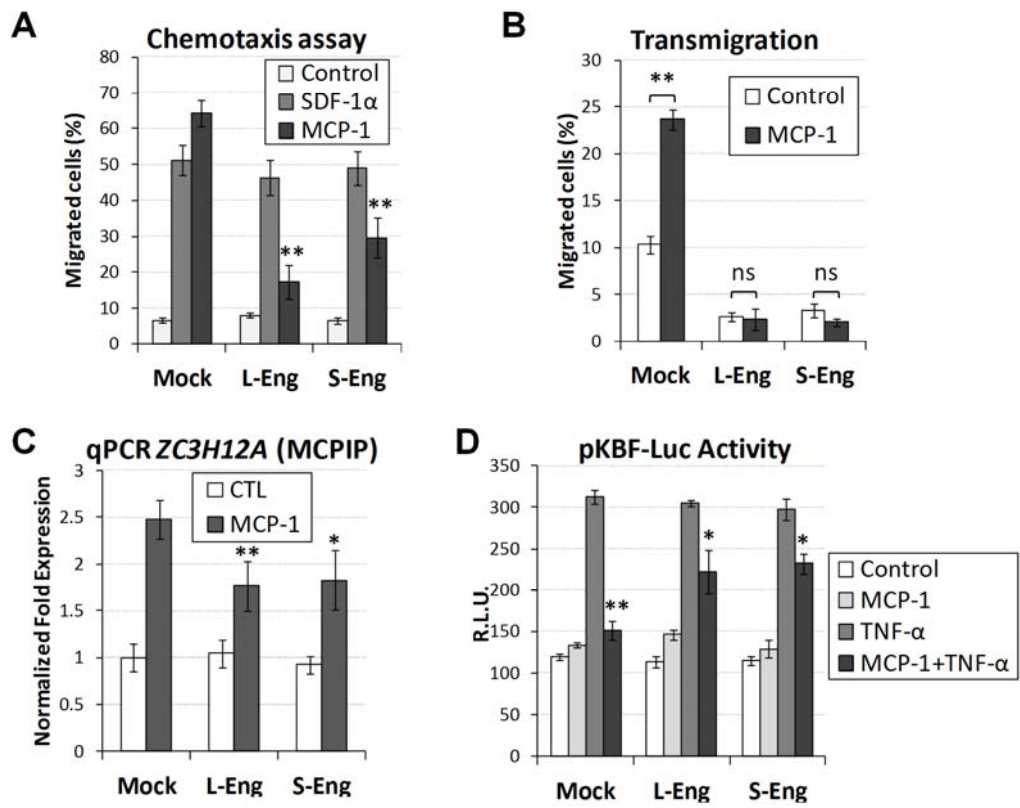 A
Chemotaxis assay
Migrated cells (%)
80
70
60
50
40
30
20
10
0
Control
SDF-1α
MCP-1
**
**
Mock L-Eng S-Eng
B
Transmigration
Migrated cells (%)
30
25
20
15
10
5
0
Control
MCP-1
**
ns
ns
Mock L-Eng S-Eng
C
qPCR ZC3H12A (MCPIP)
Normalized Fold Expression
3
2.5
2
1.5
1
0.5
0
CTL
MCP-1
**
*
Mock L-Eng S-Eng
D
pKBF-Luc Activity
R.L.U.
350
300
250
200
150
100
50
0
**
*
*
Mock L-Eng S-Eng
Control
MCP-1
TNF-α
MCP-1+TNF-α